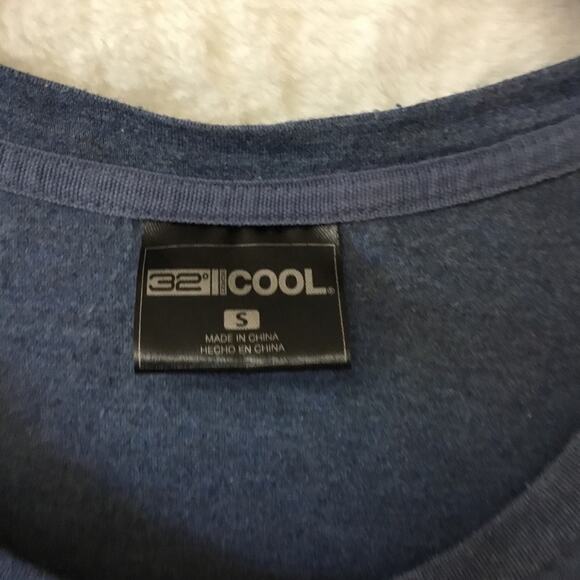 32° COOL®
S
MADE IN CHINA
HECHO EN CHINA